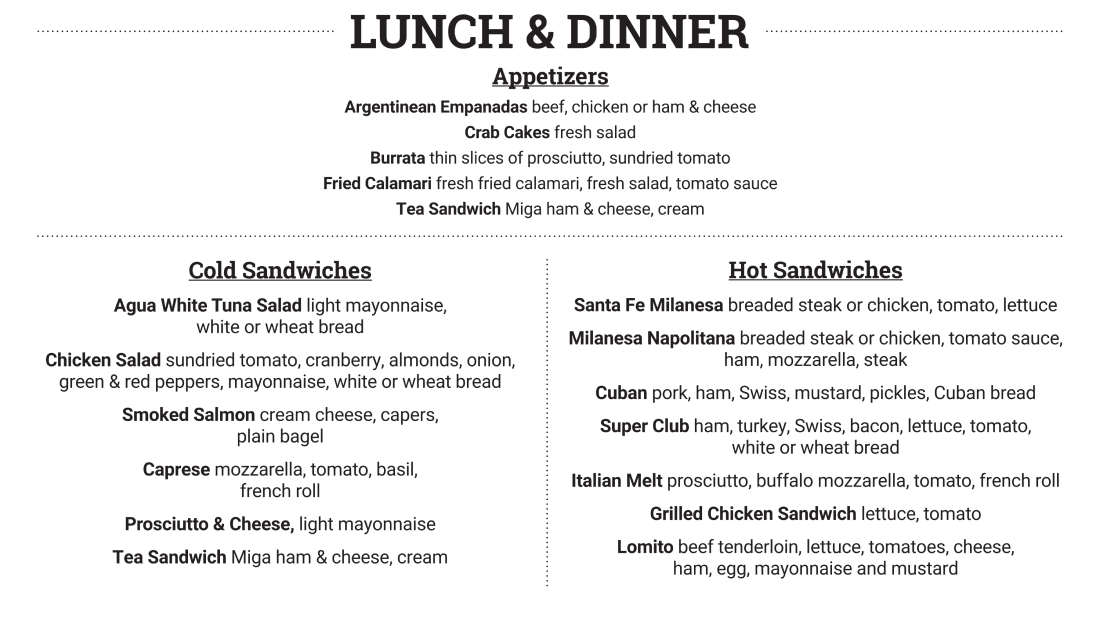 LUNCH & DINNER
Appetizers
Argentinean Empanadas beef, chicken or ham & cheese
Crab Cakes fresh salad
Burrata thin slices of prosciutto, sundried tomato
Fried Calamari fresh fried calamari, fresh salad, tomato sauce
Tea Sandwich Miga ham & cheese, cream
Cold Sandwiches
Agua White Tuna Salad light mayonnaise,
white or wheat bread
Chicken Salad sundried tomato, cranberry, almonds, onion,
green & red peppers, mayonnaise, white or wheat bread
Smoked Salmon cream cheese, capers,
plain bagel
Caprese mozzarella, tomato, basil,
french roll
Prosciutto & Cheese, light mayonnaise
Tea Sandwich Miga ham & cheese, cream
Hot Sandwiches
Santa Fe Milanesa breaded steak or chicken, tomato, lettuce
Milanesa Napolitana breaded steak or chicken, tomato sauce,
ham, mozzarella, steak
Cuban pork, ham, Swiss, mustard, pickles, Cuban bread
Super Club ham, turkey, Swiss, bacon, lettuce, tomato,
white or wheat bread
Italian Melt prosciutto, buffalo mozzarella, tomato, french roll
Grilled Chicken Sandwich lettuce, tomato
Lomito beef tenderloin, lettuce, tomatoes, cheese,
ham, egg, mayonnaise and mustard